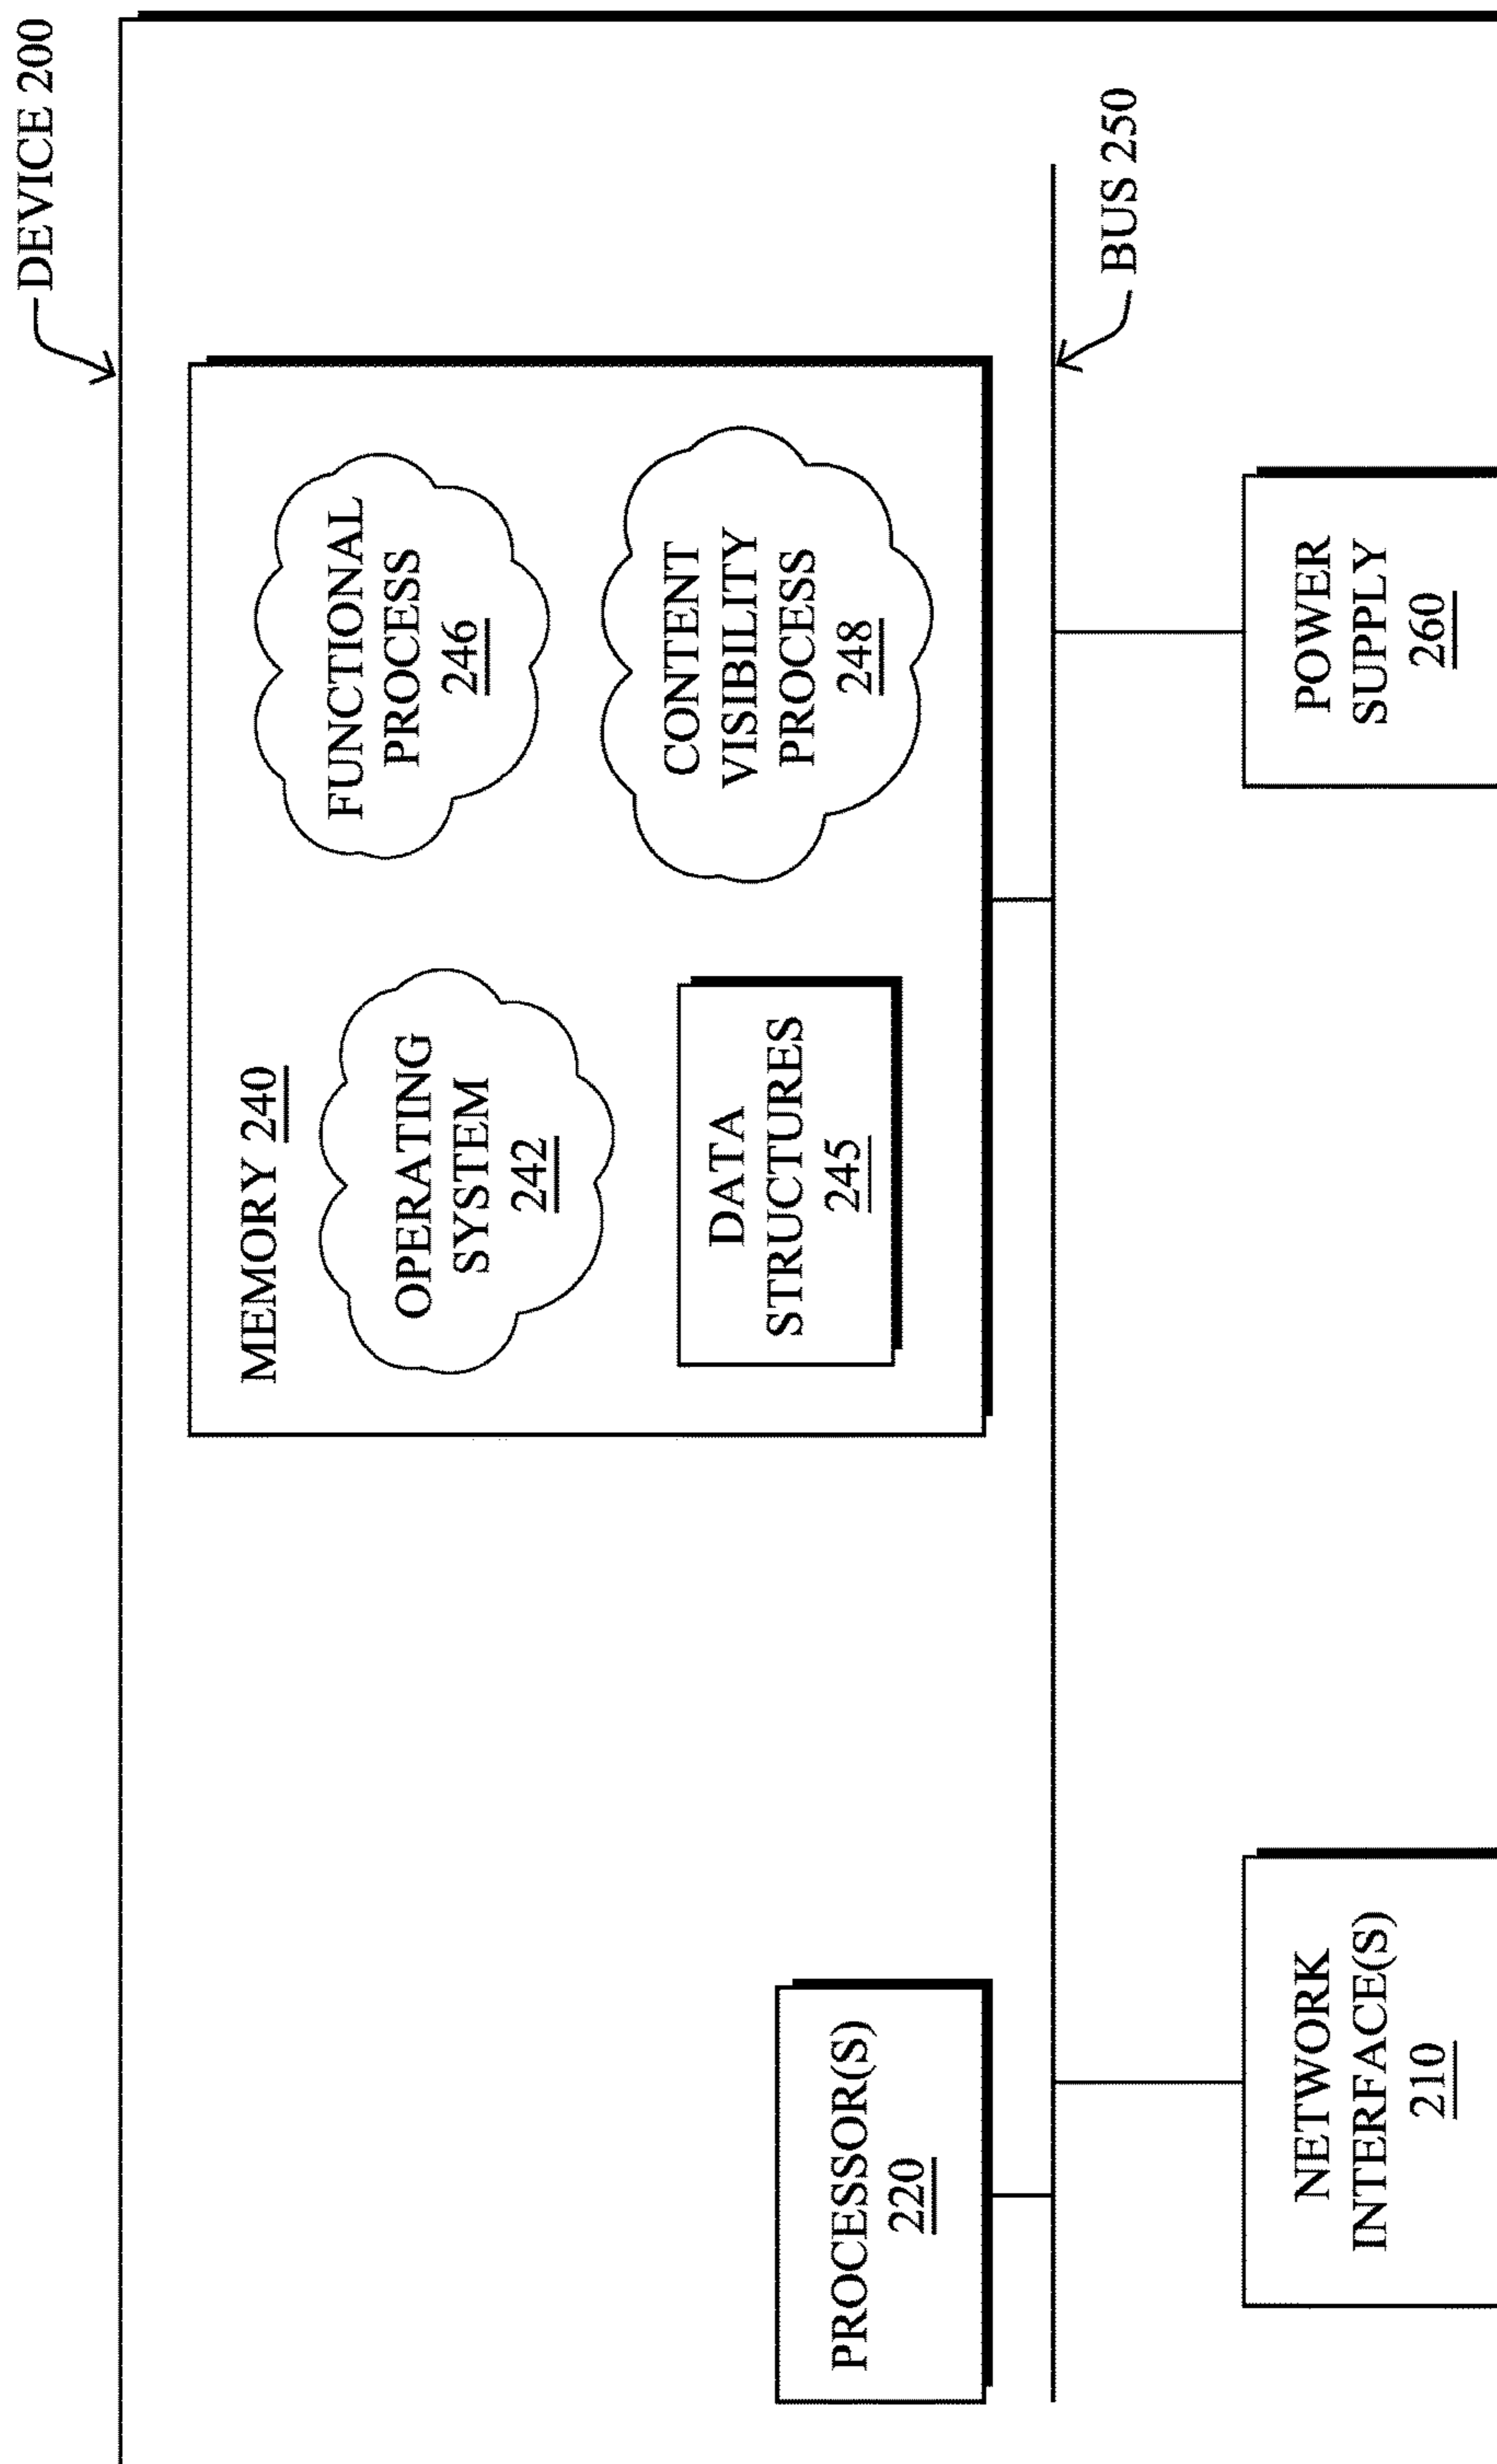 DEVICE 200
MEMORY 240
OPERATING
SYSTEM
242
FUNCTIONAL
PROCESS
246
DATA
STRUCTURES
245
CONTENT
VISIBILITY
PROCESS
248
PROCESSOR(S)
220
BUS 250
NETWORK
INTERFACE(S)
210
POWER
SUPPLY
260